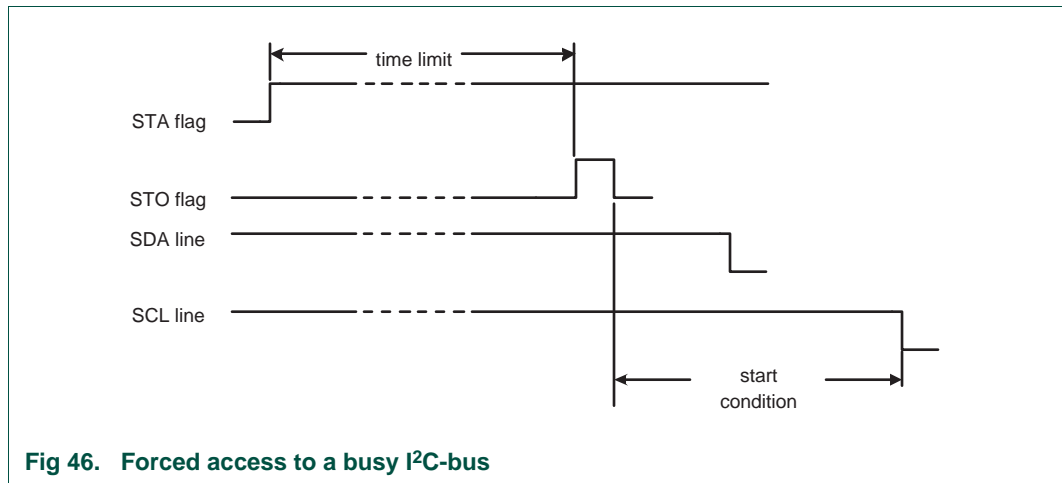 time limit
STA flag
STO flag
SDA line
SCL line
start
condition
Fig 46. Forced access to a busy I²C-bus